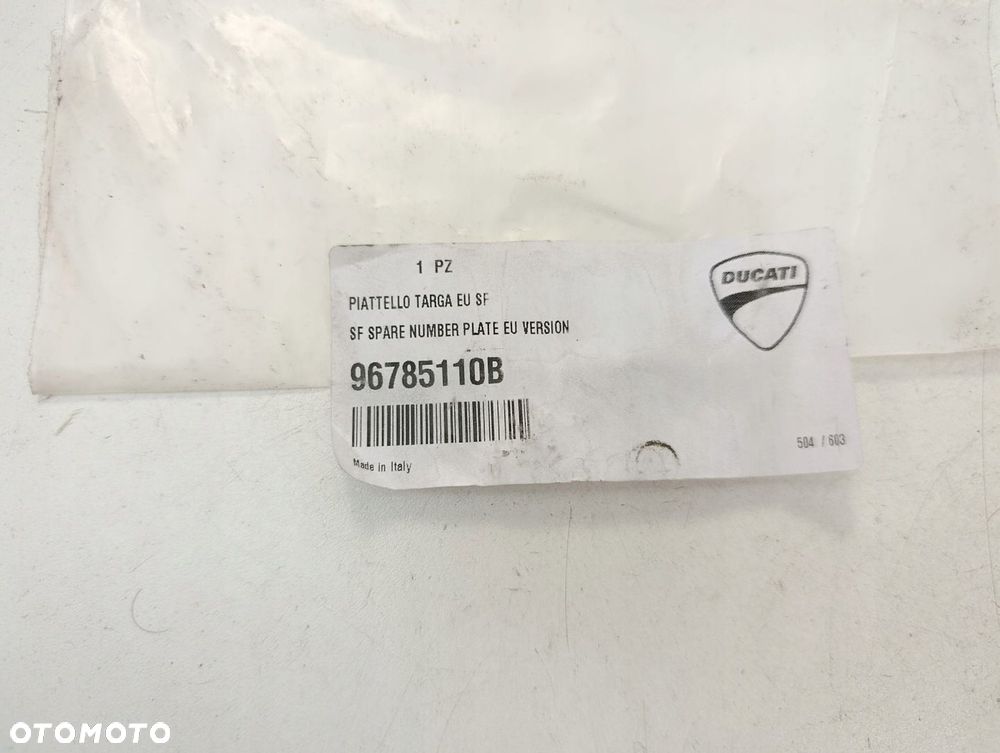 1 PZ
DUCATI
PIATTELLO TARGA EU SF
SF SPARE NUMBER PLATE EU VERSION
96785110B
504 / 603
Made in Italy
OTOMOTO